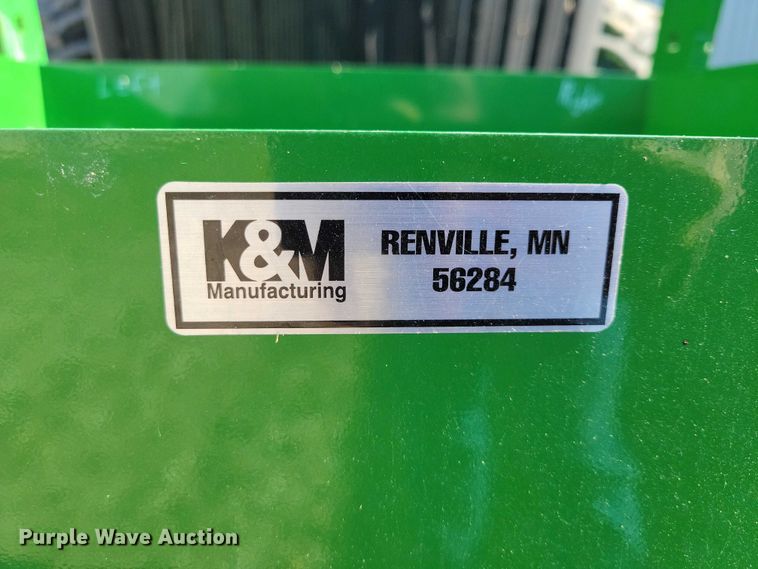 K&M
Manufacturing
RENVILLE, MN
56284
Purple Wave Auction